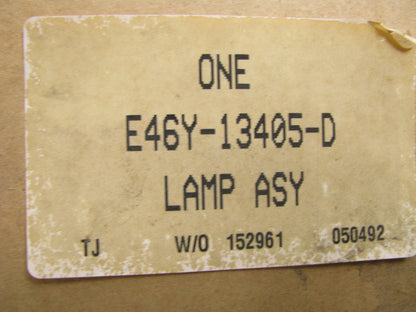 ONE
E46Y-13405-D
LAMP ASY
TJ W/O 152961 050492